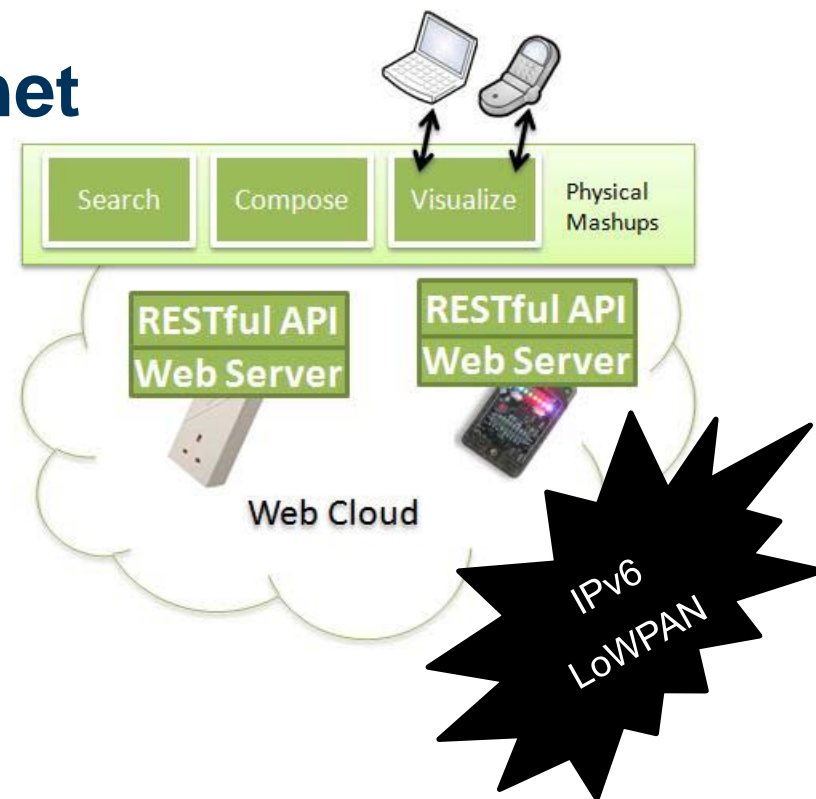 net
Search
Compose
Visualize
Physical
Mashups
RESTful API
Web Server
RESTful API
Web Server
Web Cloud
IPv6
LoWPAN